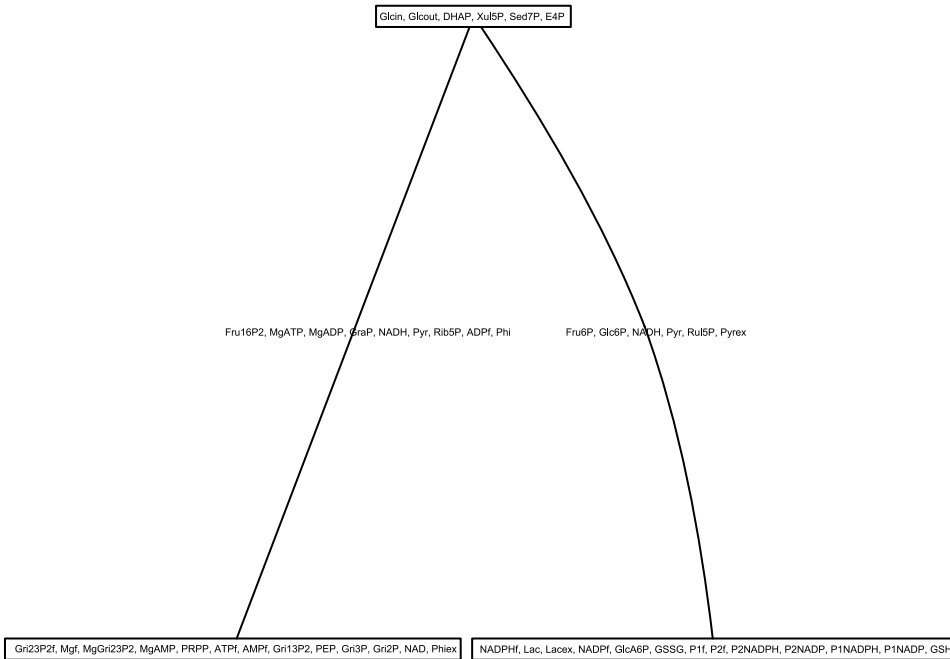 Glcin, Glcout, DHAP, Xul5P, Sed7P, E4P
Fru16P2, MgATP, MgADP, GraP, NADH, Pyr, Rib5P, ADPf, Phi
Fru6P, Glc6P, NADH, Pyr, Rul5P, Pyrex
Gri23P2f, Mgf, MgGri23P2, MgAMP, PRPP, ATPf, AMPf, Gri13P2, PEP, Gri3P, Gri2P, NAD, Phiex
NADPHf, Lac, Lacex, NADPf, GlcA6P, GSSG, P1f, P2f, P2NADPH, P2NADP, P1NADPH, P1NADP,